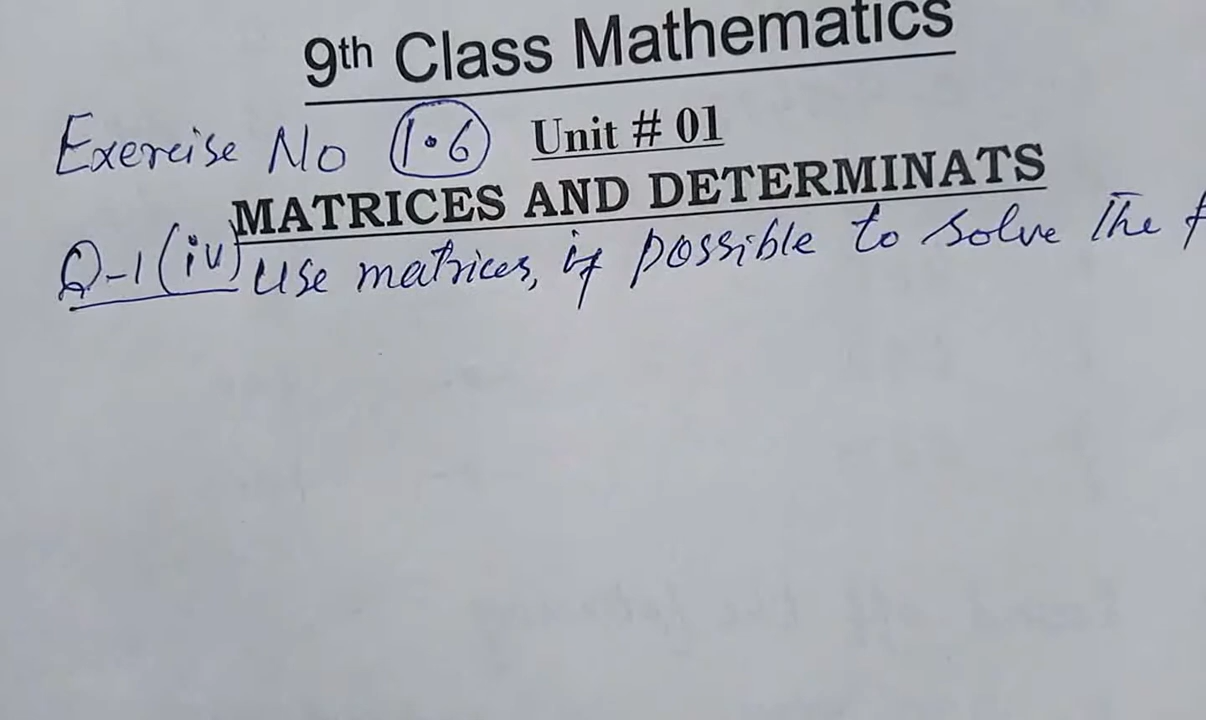 9th Class Mathematics
Exercise No 1.6 Unit # 01
MATRICES AND DETERMINATS
Q-1(iv) Use matrices, if possible to solve The